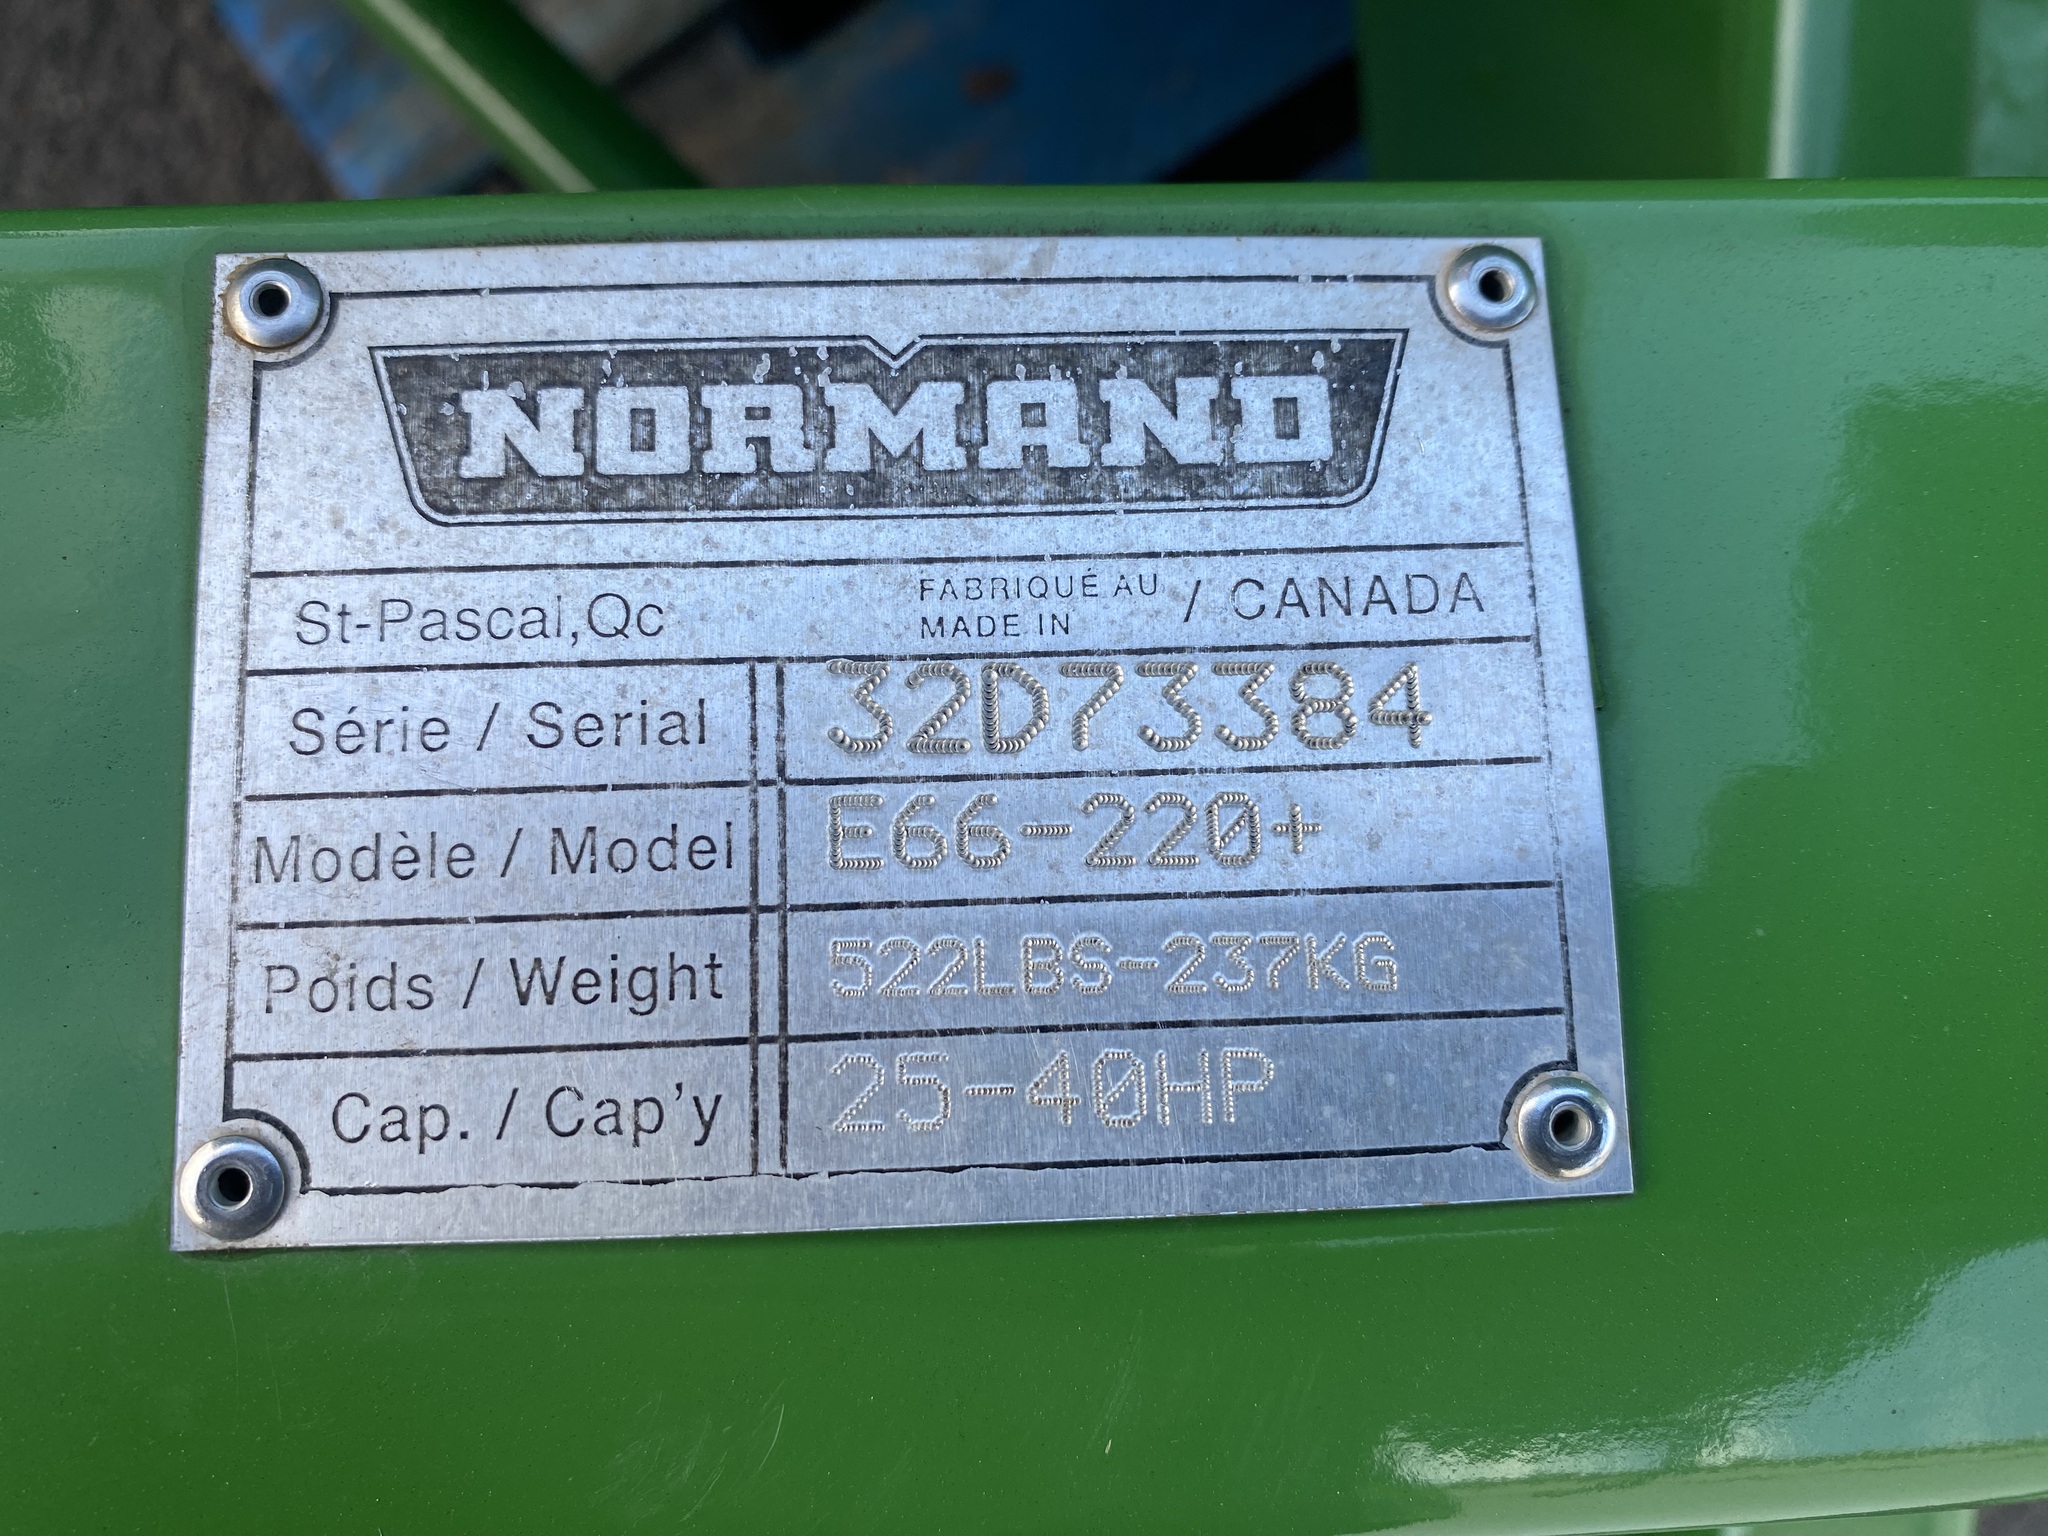 NORMAND
St-Pascal,Qc FABRIQUÉ AU / CANADA
MADE IN
Série / Serial 32D73384
Modèle / Model E66-220+
Poids / Weight 522LBS-237KG
Cap. / Cap'y 25-40HP